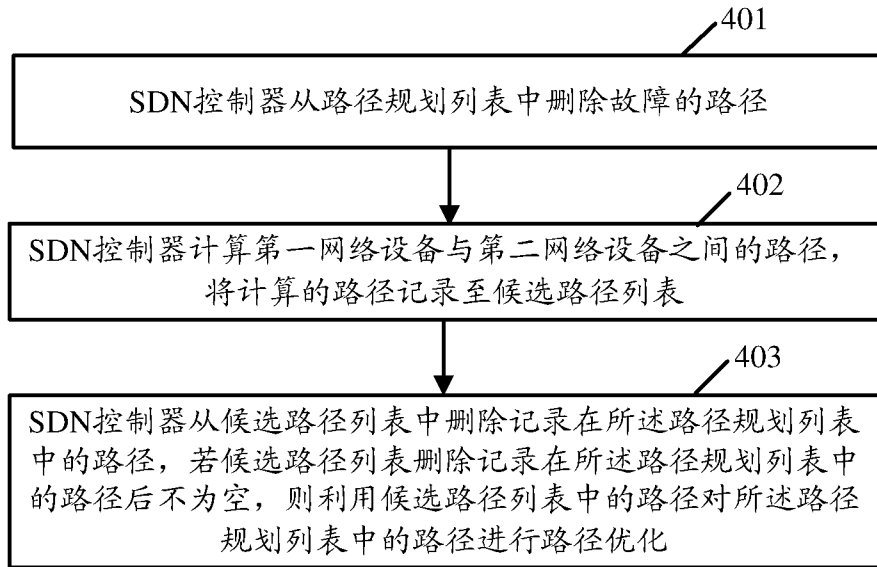 401
SDN控制器从路径规划列表中删除故障的路径
402
SDN控制器计算第一网络设备与第二网络设备之间的路径，
将计算的路径记录至候选路径列表
403
SDN控制器从候选路径列表中删除记录在所述路径规划列表
中的路径，若候选路径列表删除记录在所述路径规划列表中
的路径后不为空，则利用候选路径列表中的路径对所述路径
规划列表中的路径进行路径优化